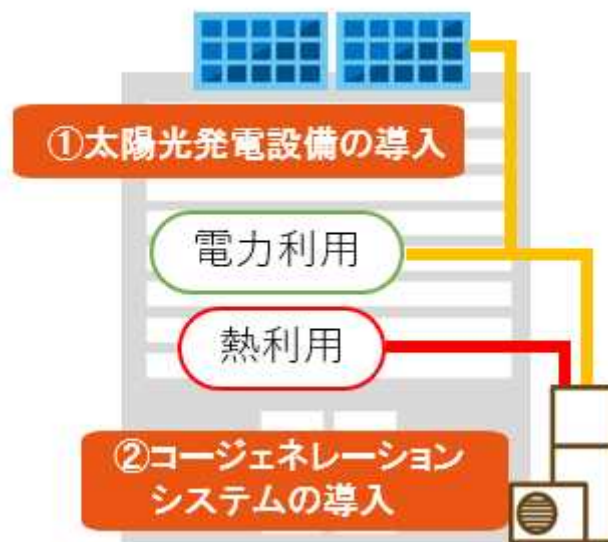 ①太陽光発電設備の導入
電力利用
熱利用
②コージェネレーション
システムの導入